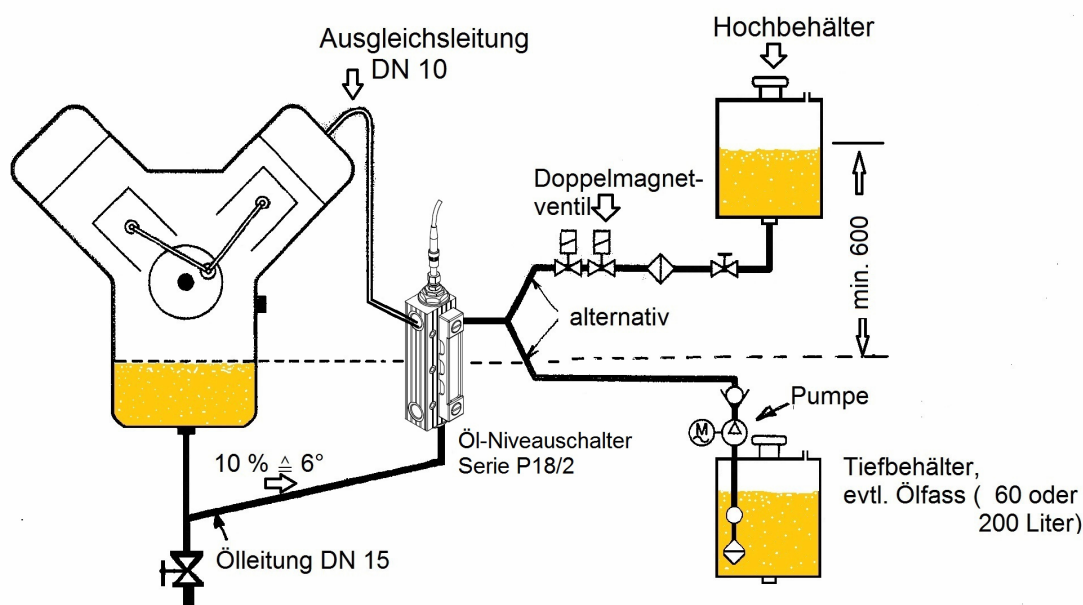 Ausgleichsleitung
DN 10
Hochbehälter
Doppelmagnet-
ventil
min. 600
alternativ
Pumpe
M
Öl-Niveauschalter
Serie P18/2
10 % ≙ 6°
Tiefbehälter,
evtl. Ölfass ( 60 oder
200 Liter)
Ölleitung DN 15